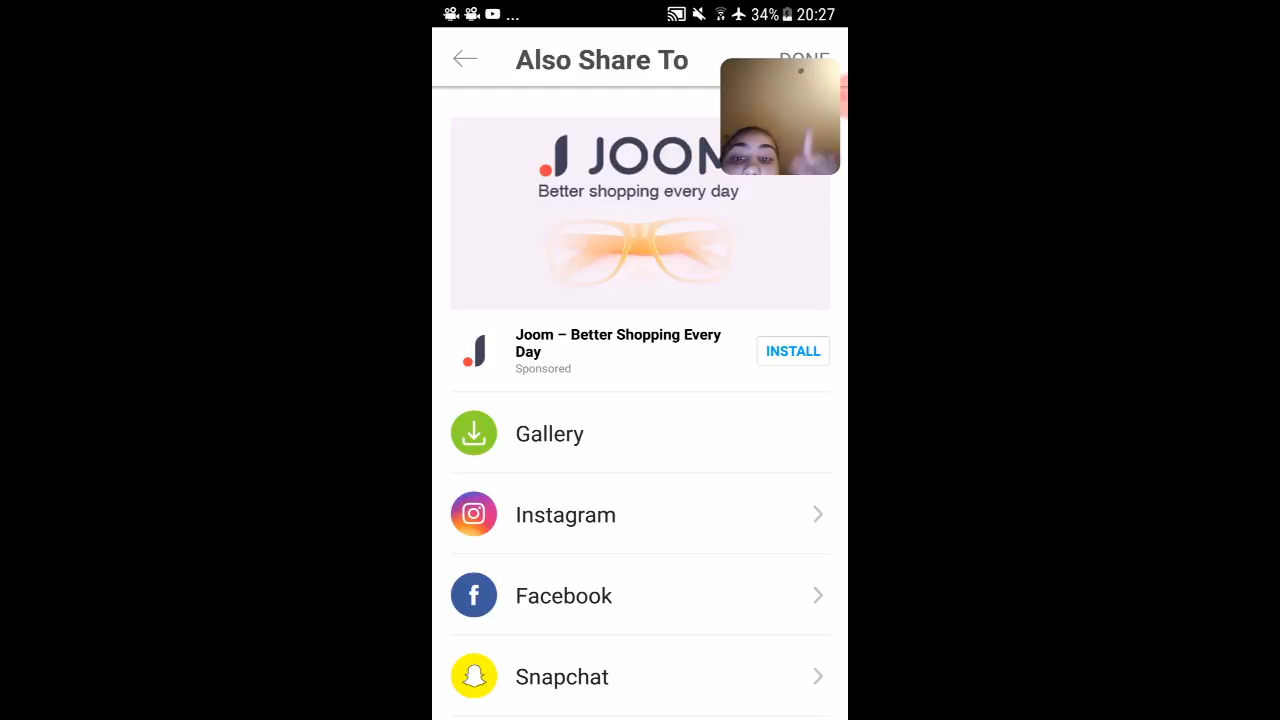 ... 34% 20:27
Also Share To DONE
JOOM
Better shopping every day
Joom – Better Shopping Every
Day
Sponsored
INSTALL
Gallery
Instagram
Facebook
Snapchat